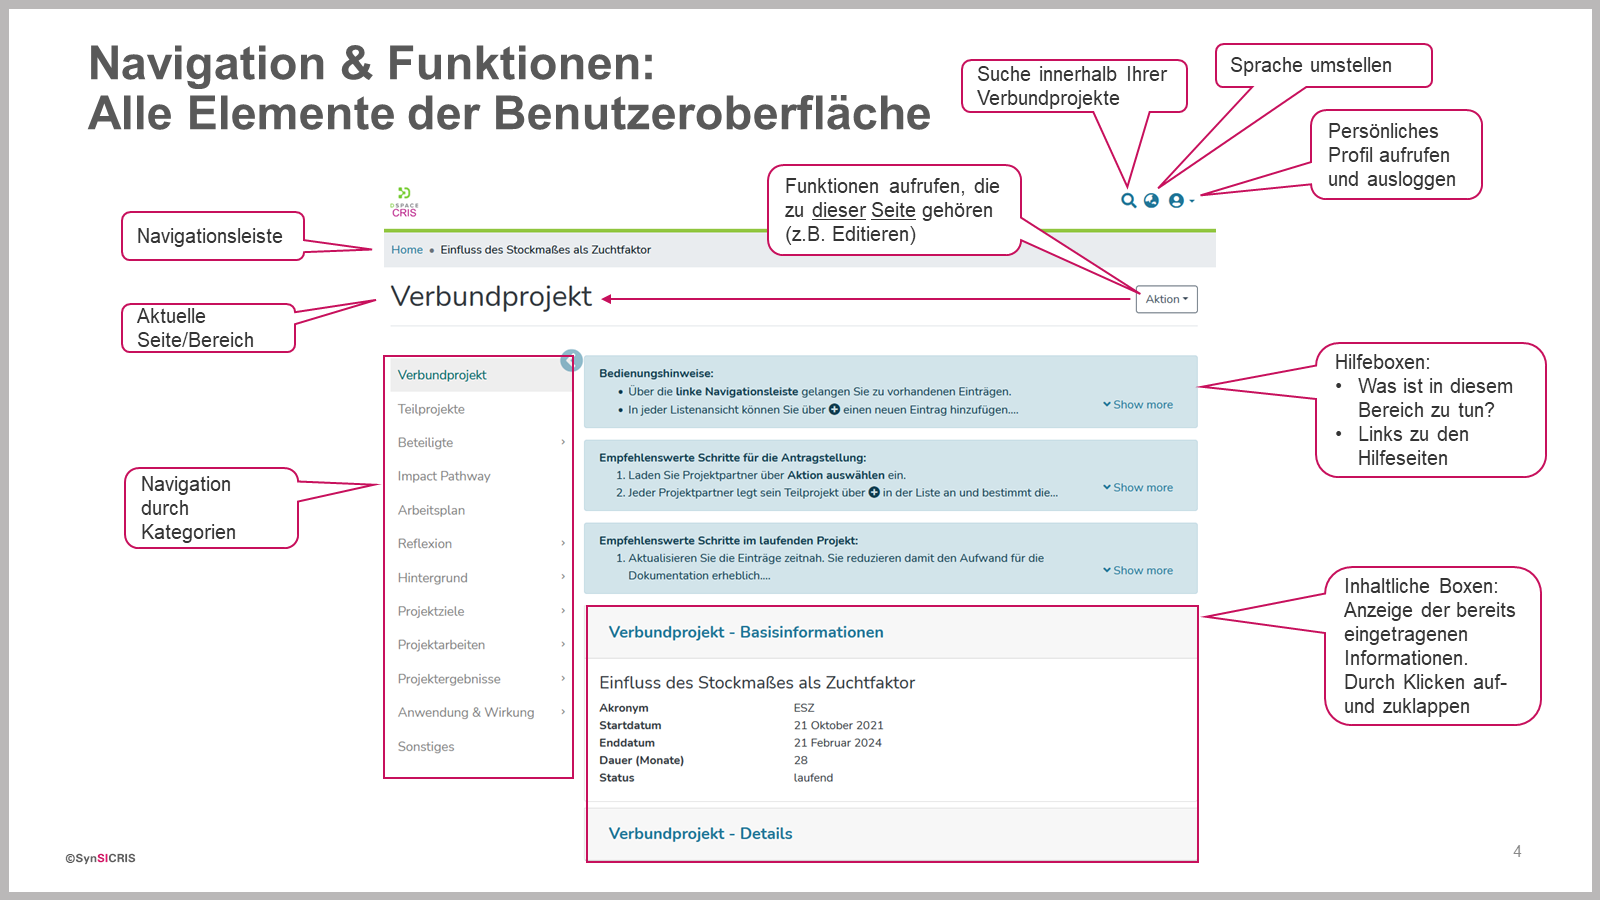 Navigation & Funktionen:
Alle Elemente der Benutzeroberfläche
Suche innerhalb Ihrer
Verbundprojekte
Sprache umstellen
Persönliches
Profil aufrufen
und ausloggen
Funktionen aufrufen, die
zu dieser Seite gehören
(z.B. Editieren)
DSPACE
CRIS
Navigationsleiste
Home • Einfluss des Stockmaßes als Zuchtfaktor
Aktuelle
Seite/Bereich
Verbundprojekt
Aktion
Navigation
durch
Kategorien
Verbundprojekt
Teilprojekte
Beteiligte
Impact Pathway
Arbeitsplan
Reflexion
Hintergrund
Projektziele
Projektarbeiten
Projektergebnisse
Anwendung & Wirkung
Sonstiges
Bedienungshinweise:
• Über die linke Navigationsleiste gelangen Sie zu vorhandenen Einträgen.
• In jeder Listenansicht können Sie über einen neuen Eintrag hinzufügen....
Show more
Empfehlenswerte Schritte für die Antragstellung:
1. Laden Sie Projektpartner über Aktion auswählen ein.
2. Jeder Projektpartner legt sein Teilprojekt über in der Liste an und bestimmt die...
Show more
Empfehlenswerte Schritte im laufenden Projekt:
1. Aktualisieren Sie die Einträge zeitnah. Sie reduzieren damit den Aufwand für die
Dokumentation erheblich....
Show more
Hilfeboxen:
• Was ist in diesem
Bereich zu tun?
• Links zu den
Hilfeseiten
Verbundprojekt - Basisinformationen
Einfluss des Stockmaßes als Zuchtfaktor
Akronym ESZ
Startdatum 21 Oktober 2021
Enddatum 21 Februar 2024
Dauer (Monate) 28
Status laufend
Verbundprojekt - Details
Inhaltliche Boxen:
Anzeige der bereits
eingetragenen
Informationen.
Durch Klicken auf-
und zuklappen
©SynSICRIS
4